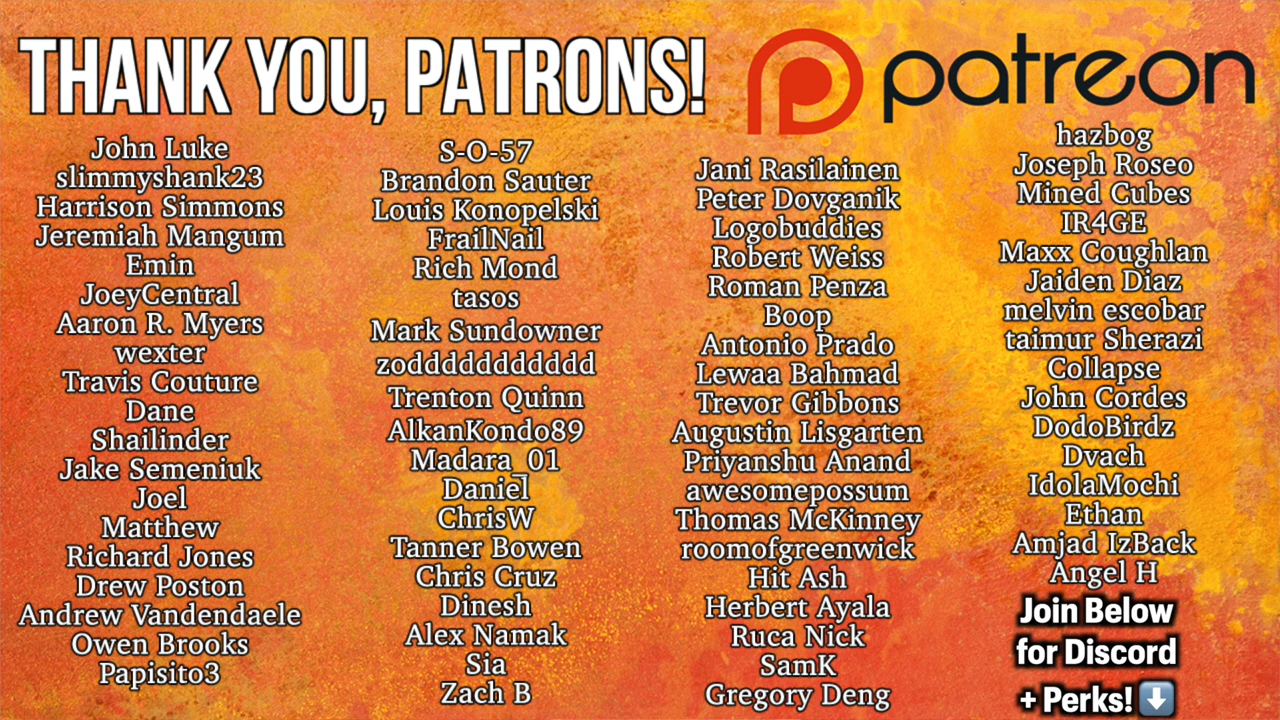 THANK YOU, PATRONS!
patreon
John Luke
slimmyshank23
Harrison Simmons
Jeremiah Mangum
Emin
JoeyCentral
Aaron R. Myers
wexter
Travis Couture
Dane
Shailinder
Jake Semeniuk
Joel
Matthew
Richard Jones
Drew Poston
Andrew Vandendaele
Owen Brooks
Papisito3
S-O-57
Brandon Sauter
Louis Konopelski
FrailNail
Rich Mond
tasos
Mark Sundowner
zodddddddddddd
Trenton Quinn
AlkanKondo89
Madara_01
Daniel
ChrisW
Tanner Bowen
Chris Cruz
Dinesh
Alex Namak
Sia
Zach B
Jani Rasilainen
Peter Dovganik
Logobuddies
Robert Weiss
Roman Penza
Boop
Antonio Prado
Lewaa Bahmad
Trevor Gibbons
Augustin Lisgarten
Priyanshu Anand
awesomepossum
Thomas McKinney
roomofgreenwick
Hit Ash
Herbert Ayala
Ruca Nick
SamK
Gregory Deng
hazbog
Joseph Roseo
Mined Cubes
IR4GE
Maxx Coughlan
Jaiden Diaz
melvin escobar
taimur Sherazi
Collapse
John Cordes
DodoBirdz
Dvach
IdolaMochi
Ethan
Amjad IzBack
Angel H
Join Below
for Discord
+ Perks! ⬇️